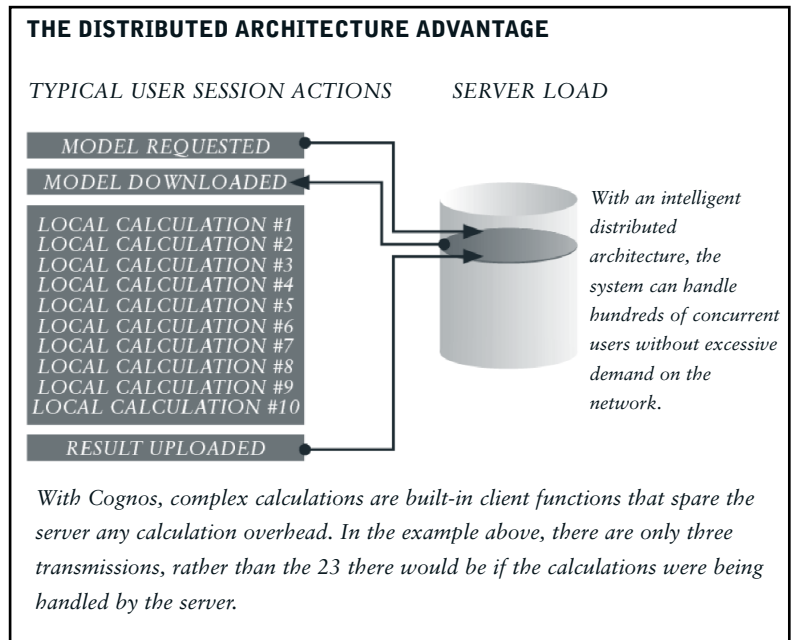 THE DISTRIBUTED ARCHITECTURE ADVANTAGE
TYPICAL USER SESSION ACTIONS
SERVER LOAD
MODEL REQUESTED
MODEL DOWNLOADED
LOCAL CALCULATION #1
LOCAL CALCULATION #2
LOCAL CALCULATION #3
LOCAL CALCULATION #4
LOCAL CALCULATION #5
LOCAL CALCULATION #6
LOCAL CALCULATION #7
LOCAL CALCULATION #8
LOCAL CALCULATION #9
LOCAL CALCULATION #10
RESULT UPLOADED
With an intelligent
distributed
architecture, the
system can handle
hundreds of concurrent
users without excessive
demand on the
network.
With Cognos, complex calculations are built-in client functions that spare the
server any calculation overhead. In the example above, there are only three
transmissions, rather than the 23 there would be if the calculations were being
handled by the server.